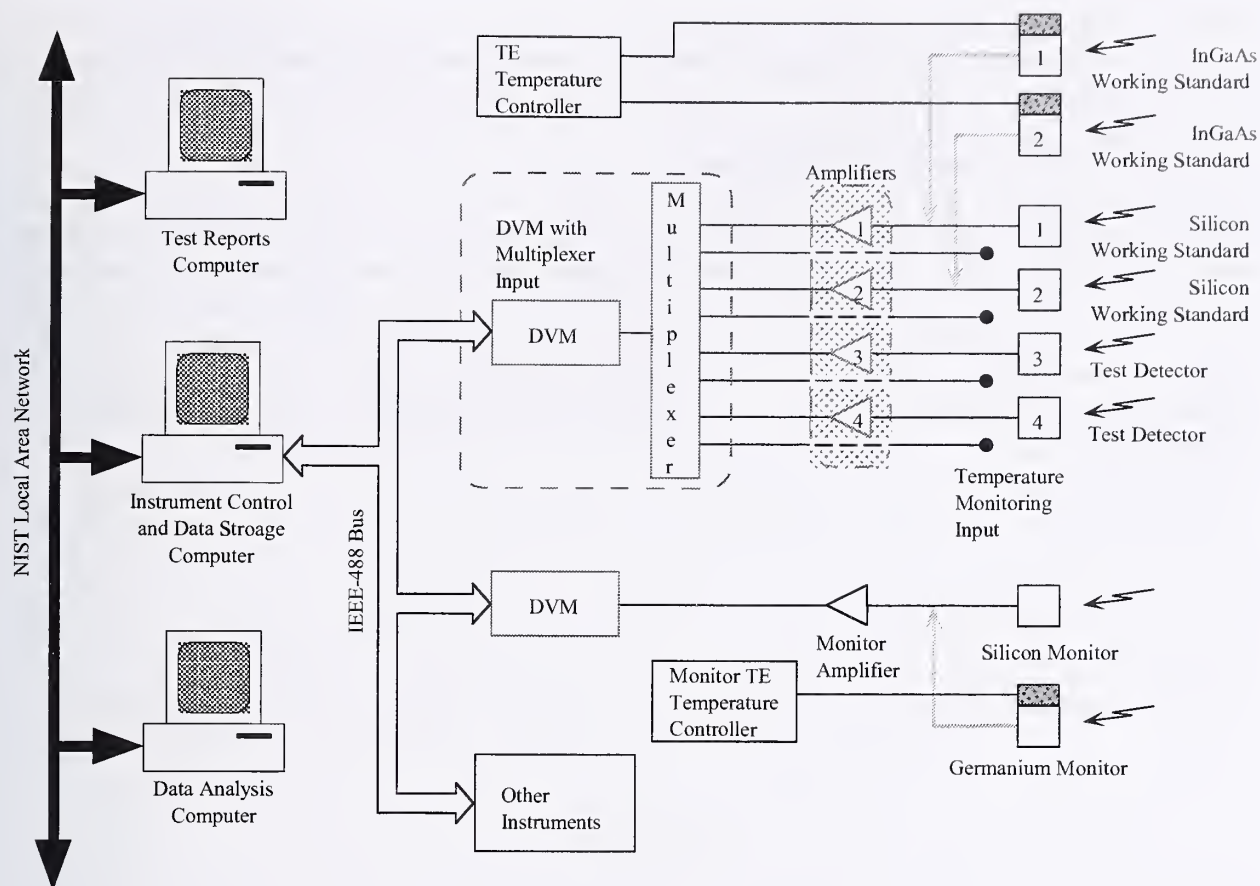 NIST Local Area Network
Test Reports
Computer
Instrument Control
and Data Stroage
Computer
Data Analysis
Computer
IEEE-488 Bus
TE
Temperature
Controller
DVM with
Multiplexer
Input
DVM
Multiplexer
Amplifiers
1
2
3
4
1
InGaAs
Working Standard
2
InGaAs
Working Standard
1
Silicon
Working Standard
2
Silicon
Working Standard
3
Test Detector
4
Test Detector
Temperature
Monitoring
Input
DVM
Monitor
Amplifier
Silicon Monitor
Monitor TE
Temperature
Controller
Germanium Monitor
Other
Instruments